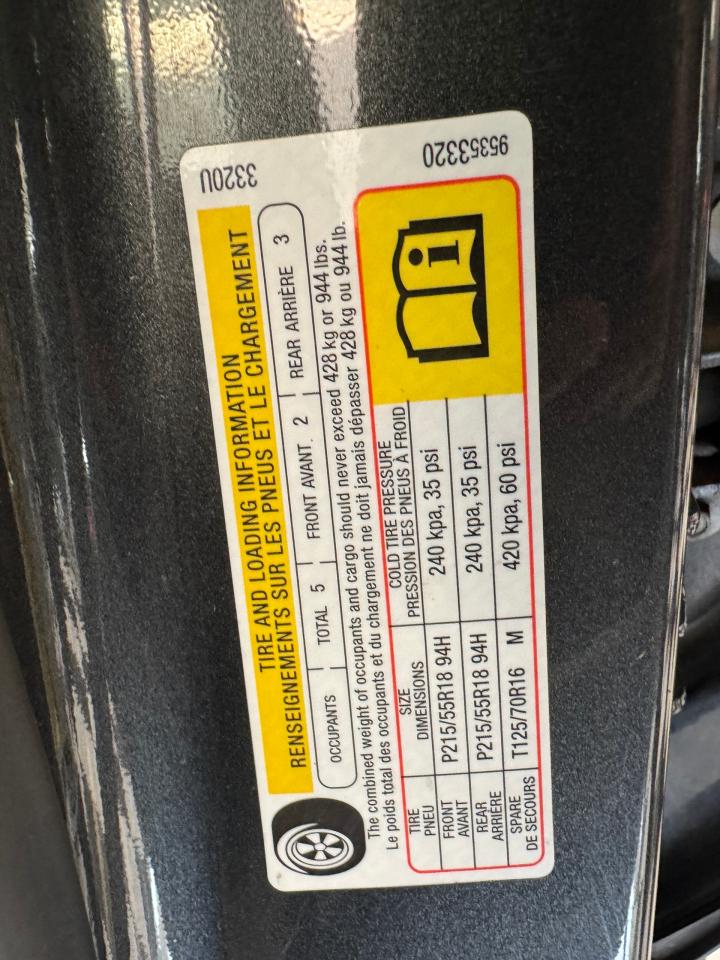 TIRE AND LOADING INFORMATION
RENSEIGNEMENTS SUR LES PNEUS ET LE CHARGEMENT
OCCUPANTS TOTAL 5 FRONT AVANT. 2 REAR ARRIÈRE 3
The combined weight of occupants and cargo should never exceed 428 kg or 944 lbs.
Le poids total des occupants et du chargement ne doit jamais dépasser 428 kg ou 944 lb.
TIRE PNEU SIZE DIMENSIONS COLD TIRE PRESSURE PRESSION DES PNEUS À FROID
FRONT AVANT P215/55R18 94H 240 kpa, 35 psi
REAR ARRIÈRE P215/55R18 94H 240 kpa, 35 psi
SPARE DE SECOURS T125/70R16 M 420 kpa, 60 psi
3320U
95353320